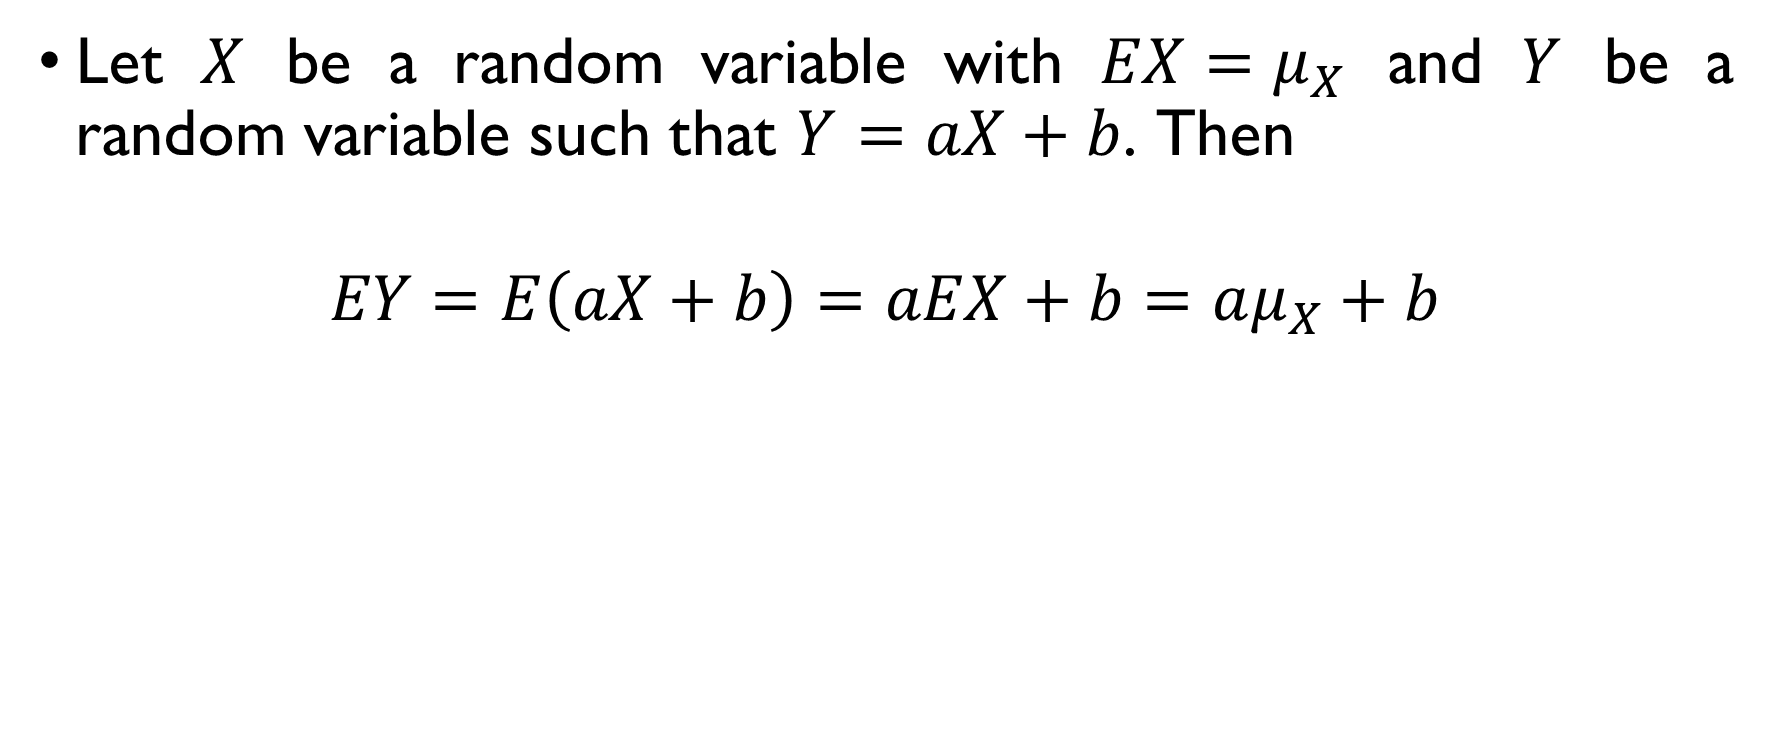 • Let X be a random variable with EX = μ_X and Y be a
random variable such that Y = aX + b. Then
EY = E(aX + b) = aEX + b = aμ_X + b